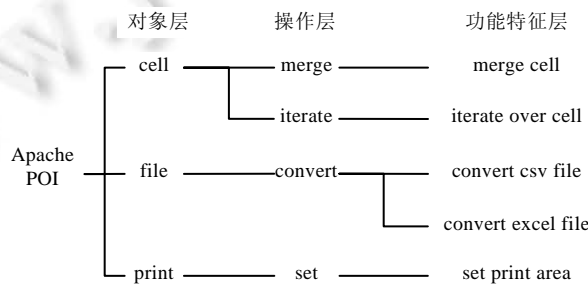 对象层 操作层 功能特征层
cell merge merge cell
iterate iterate over cell
Apache
POI
file convert convert csv file
convert excel file
print set set print area